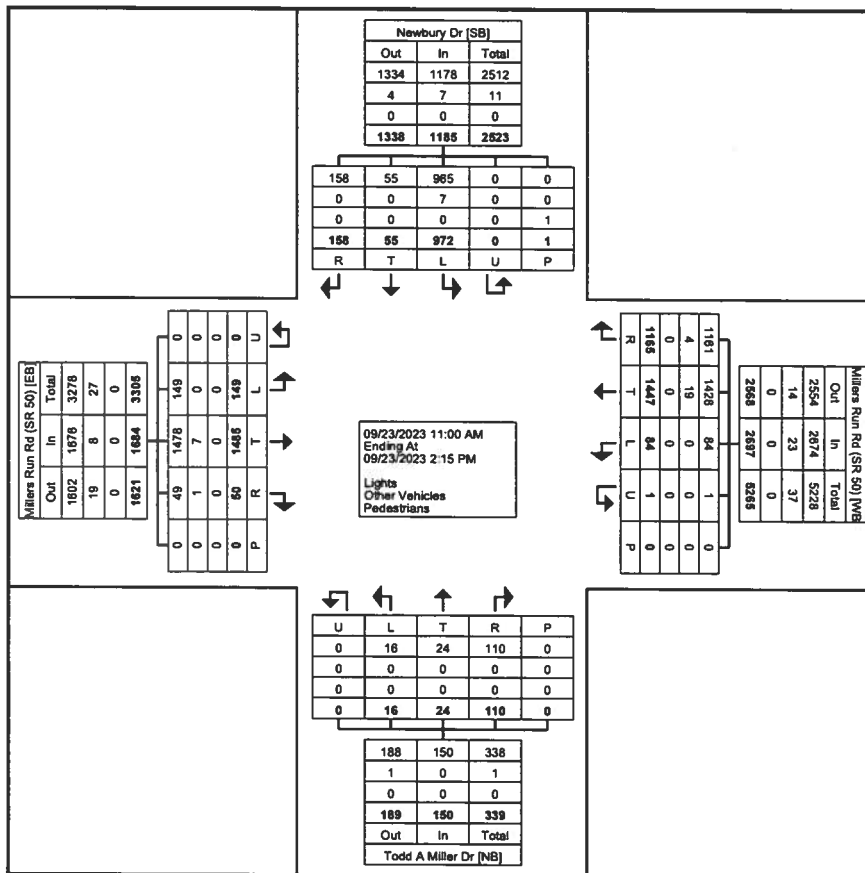 Newbury Dr [SB]
Out In Total
1334 1178 2512
4 7 11
0 0 0
1338 1185 2523
158 55 965 0 0
0 0 7 0 0
0 0 0 0 1
158 55 972 0 1
R T L U P
Millers Run Rd (SR 50) [EB]
Out In Total
1602 1676 3278
19 8 27
0 0 0
1621 1684 3305
0 49 1478 149 0
0 1 7 0 0
0 0 0 0 0
0 50 1485 149 0
P R T L U
09/23/2023 11:00 AM
Ending At
09/23/2023 2:15 PM
Lights
Other Vehicles
Pedestrians
Millers Run Rd (SR 50) [WB
Out In Total
2554 2674 5228
14 23 37
0 0 0
2568 2697 5265
1161 1428 84 1 0
4 19 0 0 0
0 0 0 0 0
1165 1447 84 1 0
R T L U P
U L T R P
0 16 24 110 0
0 0 0 0 0
0 0 0 0 0
0 16 24 110 0
188 150 338
1 0 1
0 0 0
189 150 339
Out In Total
Todd A Miller Dr [NB]